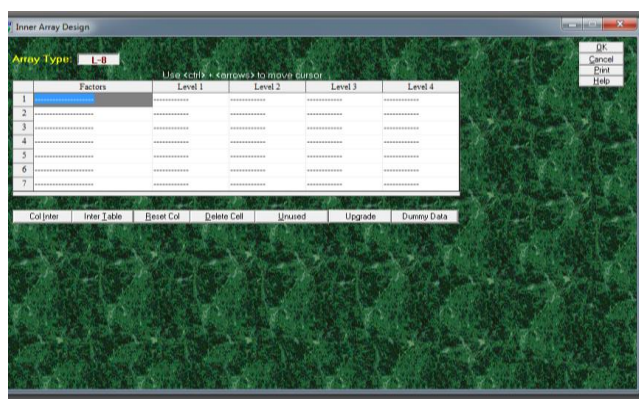 Inner Array Design
OK
Array Type: L-8
Cancel
Print
Use <ctrl> + <arrows> to move cursor
Help
Factors Level 1 Level 2 Level 3 Level 4
1 -------------------- ----------- ----------- ----------- -----------
2 -------------------- ----------- ----------- ----------- -----------
3 -------------------- ----------- ----------- ----------- -----------
4 -------------------- ----------- ----------- ----------- -----------
5 -------------------- ----------- ----------- ----------- -----------
6 -------------------- ----------- ----------- ----------- -----------
7 -------------------- ----------- ----------- ----------- -----------
Col Inter Inter Table Reset Col Delete Cell Unused Upgrade Dummy Data